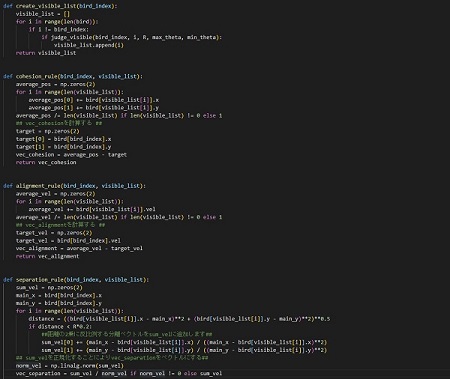 def create_visible_list(bird_index):
    visible_list = []
    for i in range(len(bird)):
        if i != bird_index:
            if judge_visible(bird_index, i, R, max_theta, min_theta):
                visible_list.append(i)
    return visible_list
def cohesion_rule(bird_index, visible_list):
    average_pos = np.zeros(2)
    for i in range(len(visible_list)):
        average_pos[0] += bird[visible_list[i]].x
        average_pos[1] += bird[visible_list[i]].y
    average_pos /= len(visible_list) if len(visible_list) != 0 else 1
    ## vec_cohesionを計算する ##
    target = np.zeros(2)
    target[0] = bird[bird_index].x
    target[1] = bird[bird_index].y
    vec_cohesion = average_pos - target
    return vec_cohesion
def alignment_rule(bird_index, visible_list):
    average_vel = np.zeros(2)
    for i in range(len(visible_list)):
        average_vel += bird[visible_list[i]].vel
    average_vel /= len(visible_list) if len(visible_list) != 0 else 1
    ## vec_alignmentを計算する ##
    target_vel = np.zeros(2)
    target_vel = bird[bird_index].vel
    vec_alignment = average_vel - target_vel
    return vec_alignment
def separation_rule(bird_index, visible_list):
    sum_vel = np.zeros(2)
    main_x = bird[bird_index].x
    main_y = bird[bird_index].y
    for i in range(len(visible_list)):
        distance = ((bird[visible_list[i]].x - main_x)**2 + (bird[visible_list[i]].y - main_y)**2)**0.5
        if distance < R*0.2:
            ##距離の2乗に反比例する分離ベクトルをsum_velに追加します##
            sum_vel[0] += (main_x - bird[visible_list[i]].x) / ((main_x - bird[visible_list[i]].x)**2)
            sum_vel[1] += (main_y - bird[visible_list[i]].y) / ((main_y - bird[visible_list[i]].y)**2)
    ## sum_velを正規化することによりvec_separationをベクトルにする##
    norm_vel = np.linalg.norm(sum_vel)
    vec_separation = sum_vel / norm_vel if norm_vel != 0 else sum_vel